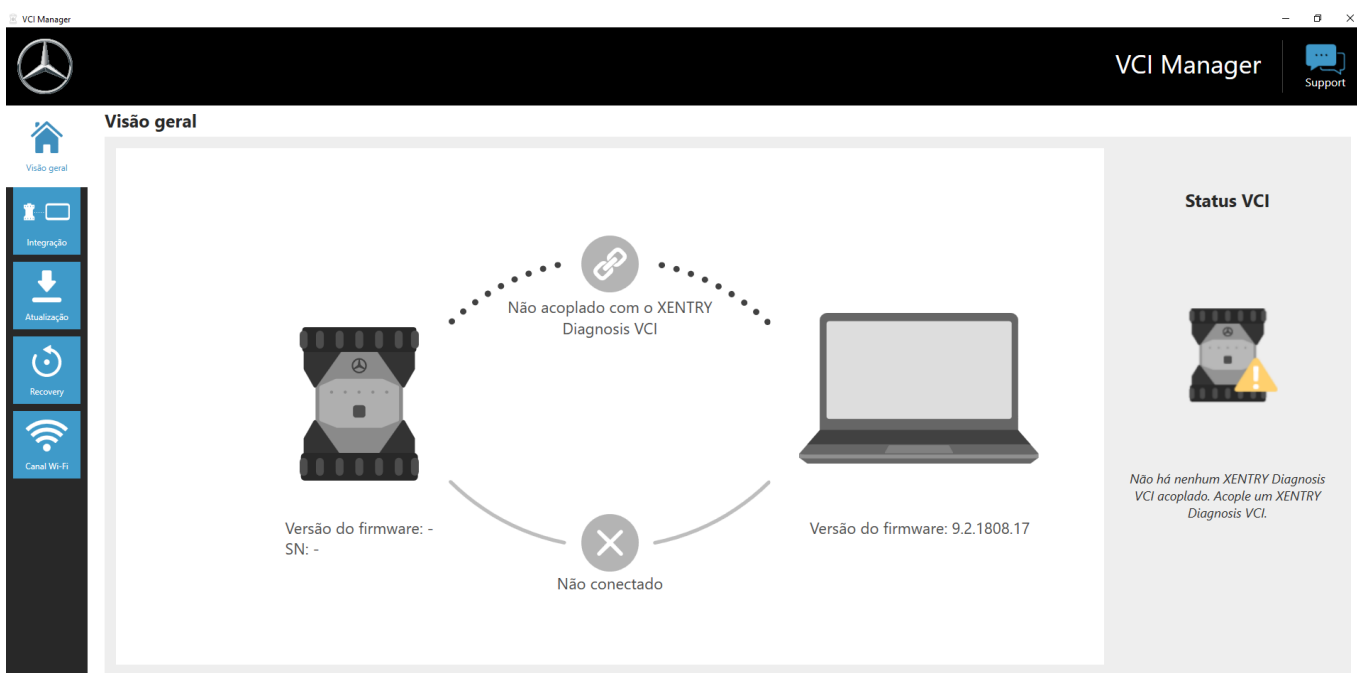 VCI Manager
VCI Manager
Support
Visão geral
Visão geral
Integração
Atualização
Recovery
Canal Wi-Fi
Não acoplado com o XENTRY
Diagnosis VCI
Versão do firmware: -
SN: -
Versão do firmware: 9.2.1808.17
Não conectado
Status VCI
Não há nenhum XENTRY Diagnosis
VCI acoplado. Acople um XENTRY
Diagnosis VCI.